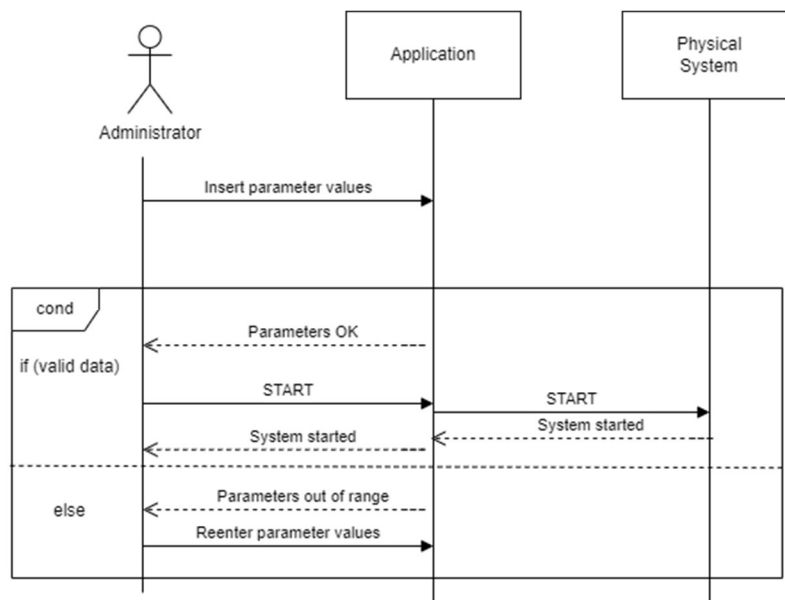 Application
Physical
System
Administrator
Insert parameter values
cond
Parameters OK
if (valid data)
START
START
System started
System started
Parameters out of range
else
Reenter parameter values